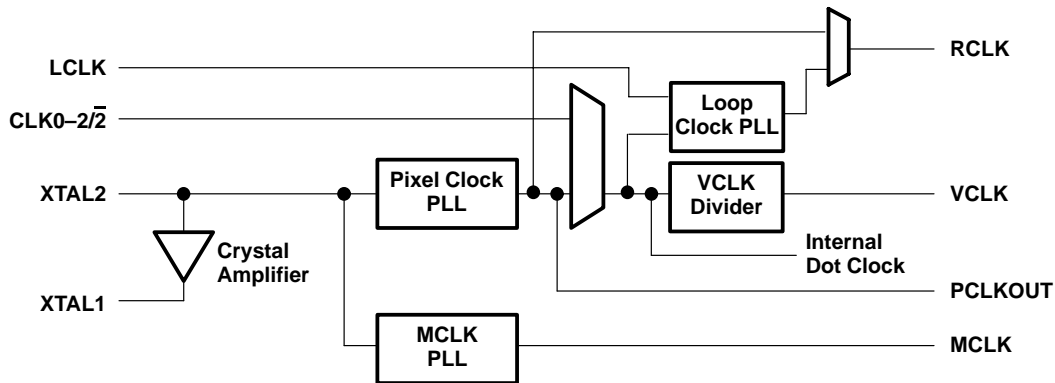 LCLK
CLK0–2/2̅
XTAL2
XTAL1
Crystal
Amplifier
Pixel Clock
PLL
MCLK
PLL
Loop
Clock PLL
VCLK
Divider
Internal
Dot Clock
RCLK
VCLK
PCLKOUT
MCLK